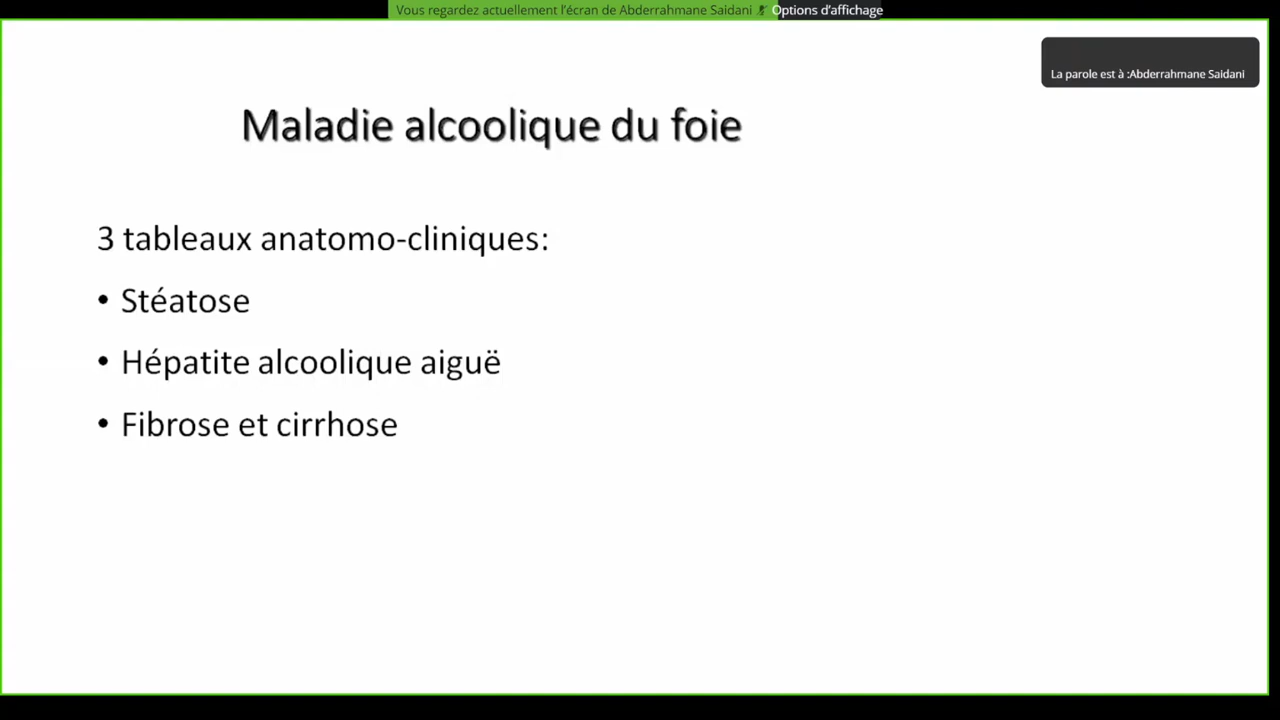 Vous regardez actuellement l'écran de Abderrahmane Saidani Options d'affichage
La parole est à :Abderrahmane Saidani
Maladie alcoolique du foie
3 tableaux anatomo-cliniques:
• Stéatose
• Hépatite alcoolique aiguë
• Fibrose et cirrhose